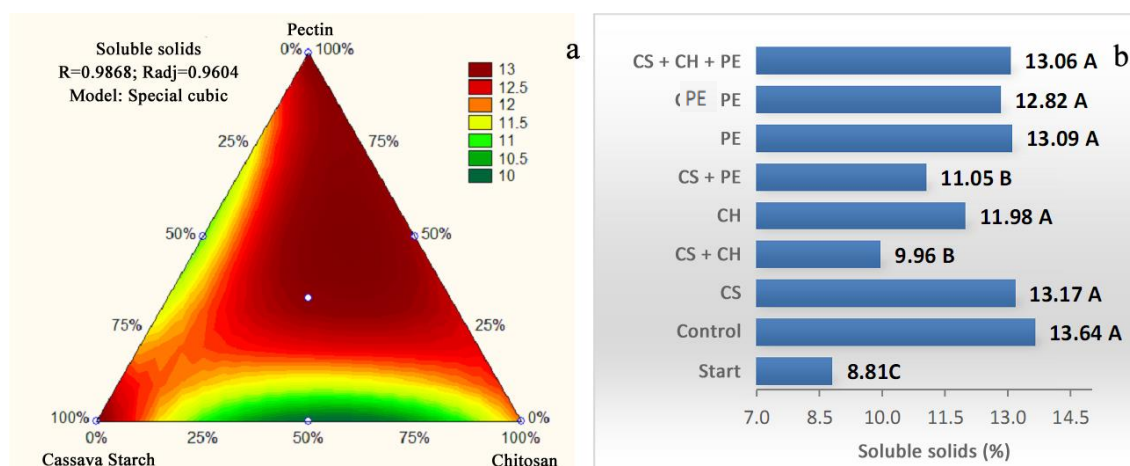 Pectin
0% 100%
Soluble solids
R=0.9868; Radj=0.9604
Model: Special cubic
a
13
12.5
12
11.5
11
10.5
10
25%
75%
50%
50%
75%
25%
100%
0%
0%
25%
50%
75%
100%
Cassava Starch
Chitosan
b
CS + CH + PE
13.06 A
PE PE
12.82 A
PE
13.09 A
CS + PE
11.05 B
CH
11.98 A
CS + CH
9.96 B
CS
13.17 A
Control
13.64 A
Start
8.81C
7.0
8.5
10.0
11.5
13.0
14.5
Soluble solids (%)